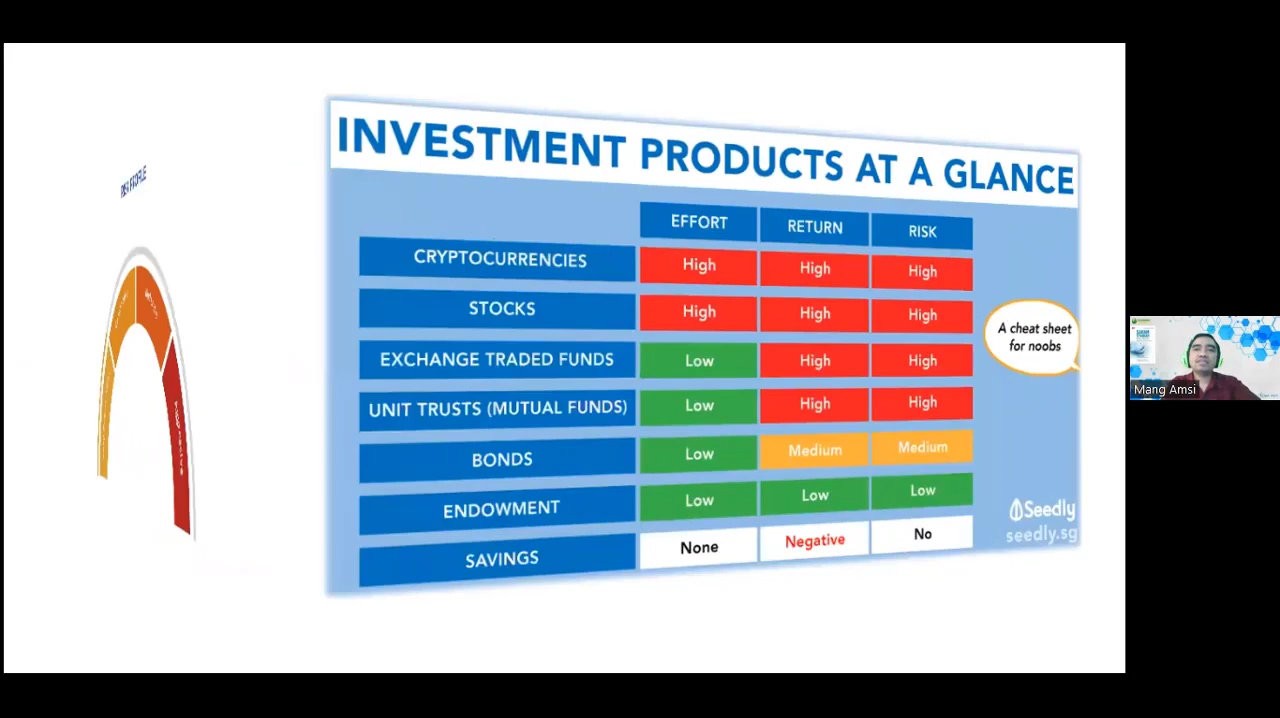 RISK PROFILE
INVESTMENT PRODUCTS AT A GLANCE
EFFORT RETURN RISK
CRYPTOCURRENCIES High High High
STOCKS High High High
EXCHANGE TRADED FUNDS Low High High
UNIT TRUSTS (MUTUAL FUNDS) Low High High
BONDS Low Medium Medium
ENDOWMENT Low Low Low
SAVINGS None Negative No
A cheat sheet
for noobs
Seedly
seedly.sg
Mang Amsi